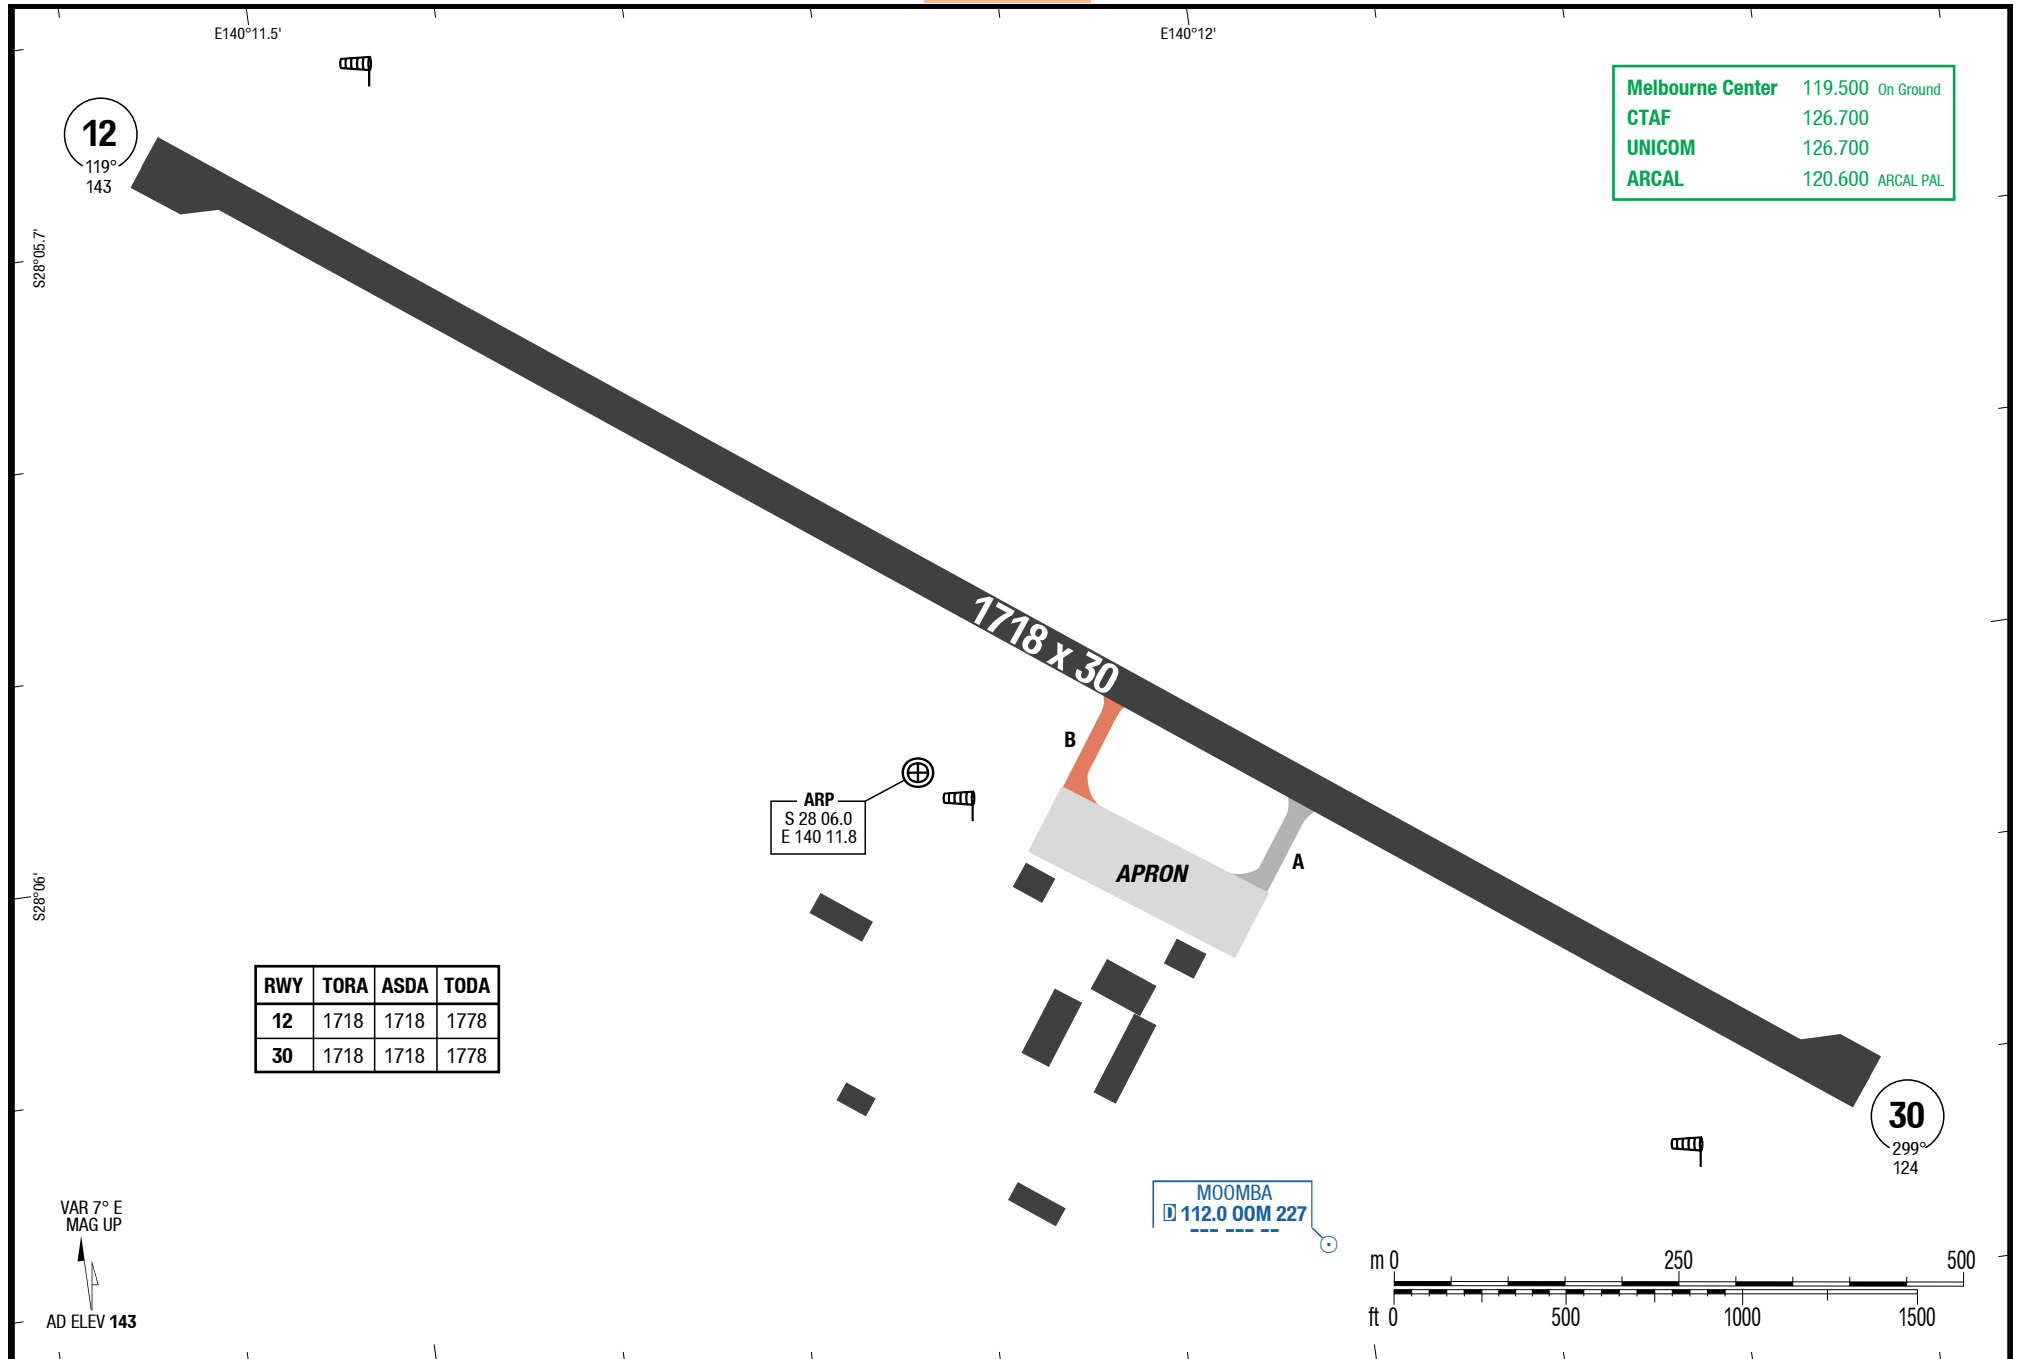 E140°11.5'
E140°12'
Melbourne Center 119.500 On Ground
CTAF 126.700
UNICOM 126.700
ARCAL 120.600 ARCAL PAL
12
119°
143
S28°05.7'
1718 x 30
B
ARP
S 28 06.0
E 140 11.8
A
APRON
S28°06'
RWY TORA ASDA TODA
12 1718 1718 1778
30 1718 1718 1778
30
299°
124
MOOMBA
D 112.0 OOM 227
VAR 7° E
MAG UP
AD ELEV 143
m 0 250 500
ft 0 500 1000 1500